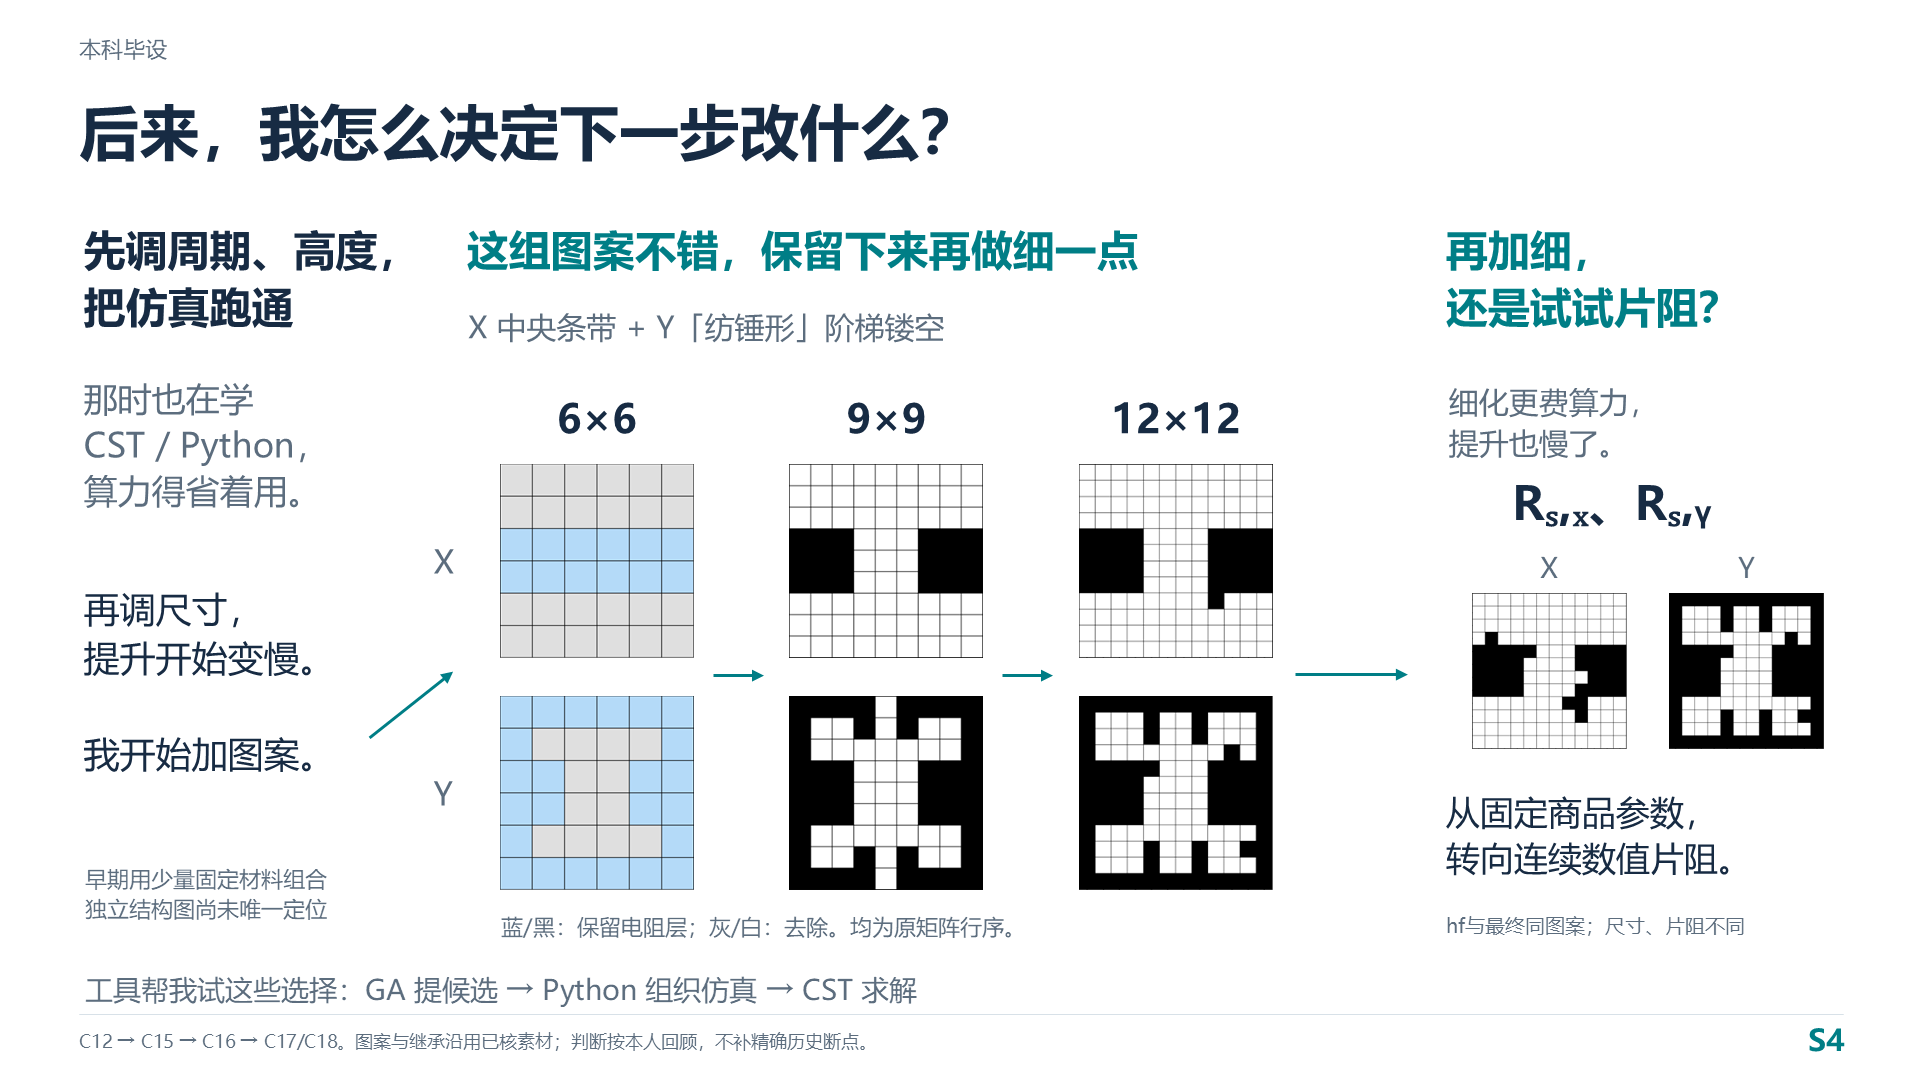 本科毕设
后来，我怎么决定下一步改什么？
先调周期、高度，
把仿真跑通
那时也在学
CST / Python，
算力得省着用。
再调尺寸，
提升开始变慢。
我开始加图案。
早期用少量固定材料组合
独立结构图尚未唯一定位
这组图案不错，保留下来再做细一点
X 中央条带 + Y「纺锤形」阶梯镂空
6×6
9×9
12×12
X
Y
蓝/黑：保留电阻层；灰/白：去除。均为原矩阵行序。
再加细，
还是试试片阻？
细化更费算力，
提升也慢了。
Rs,x、Rs,y
X
Y
从固定商品参数，
转向连续数值片阻。
hf与最终同图案；尺寸、片阻不同
工具帮我试这些选择：GA 提候选 → Python 组织仿真 → CST 求解
C12 → C15 → C16 → C17/C18。图案与继承沿用已核素材；判断按本人回顾，不补精确历史断点。
S4